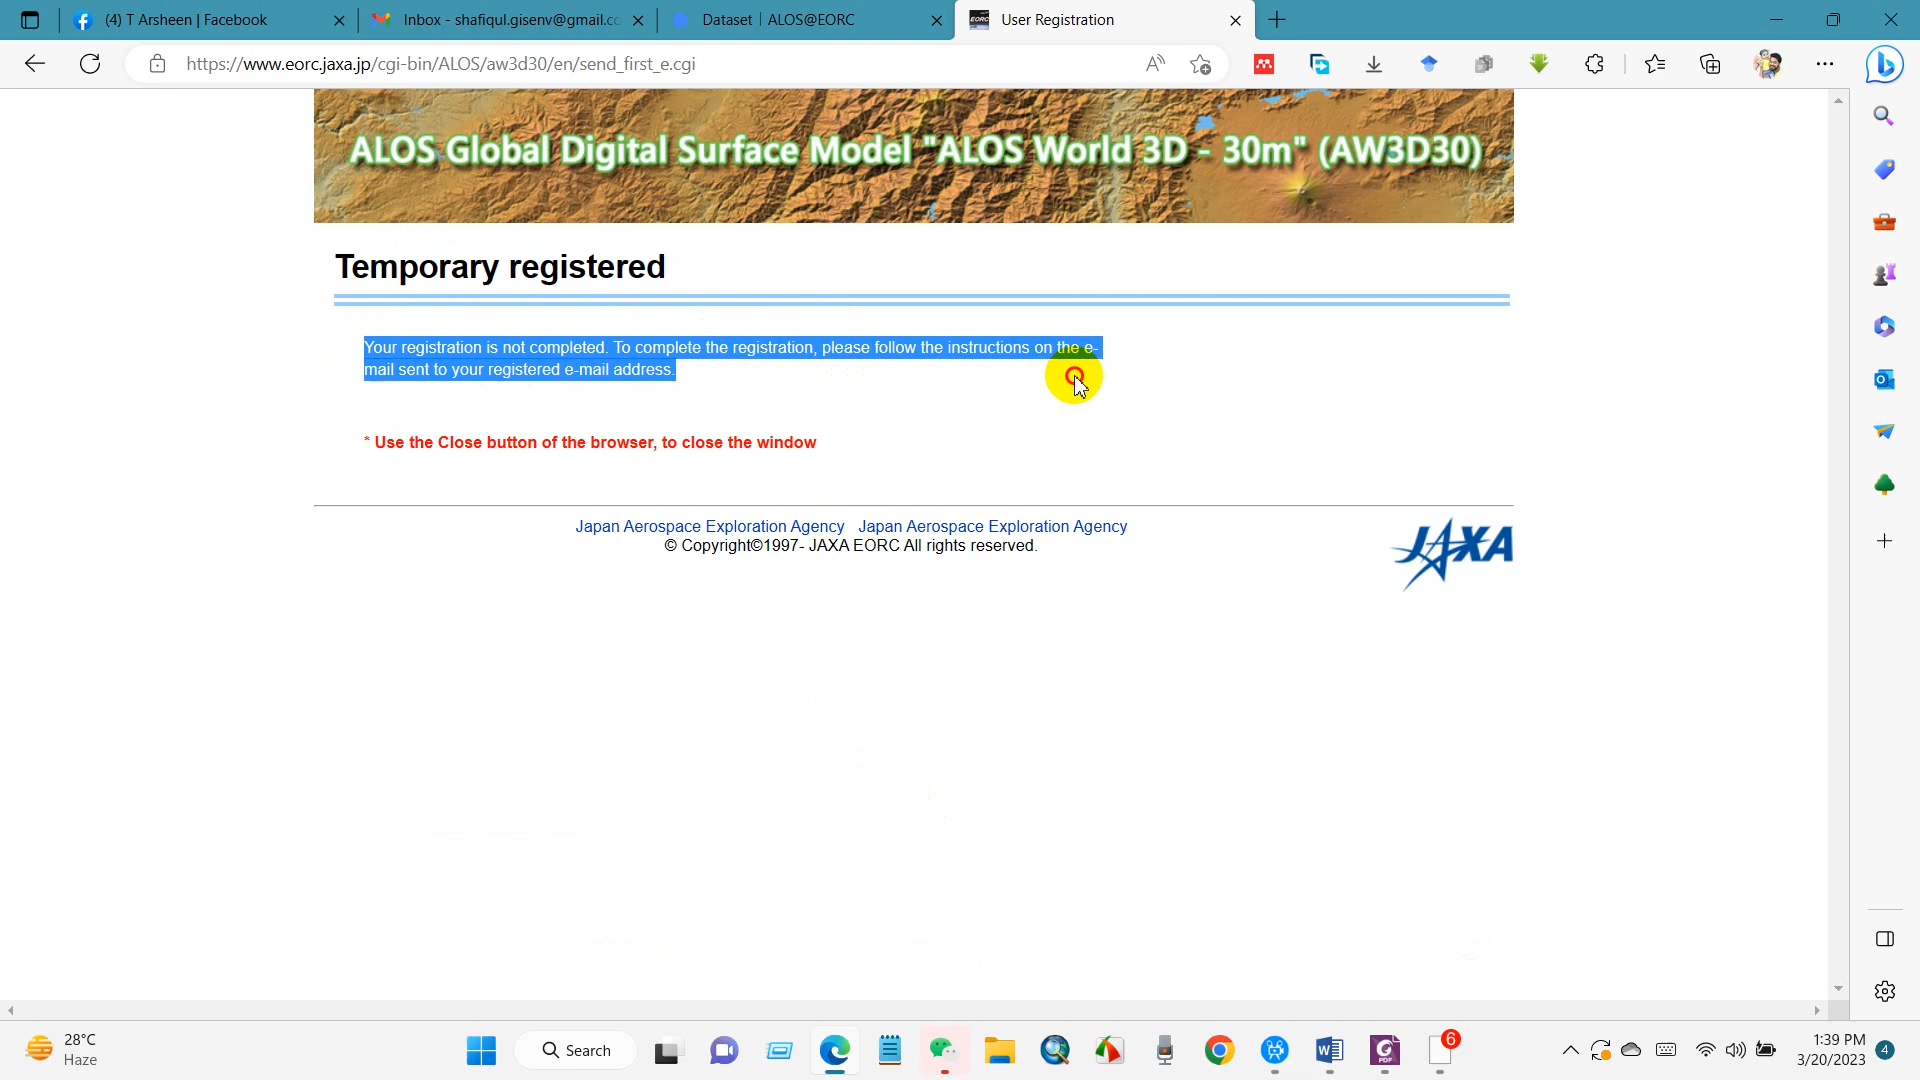 (4) T Arsheen | Facebook
Inbox - shafiqul.gisenv@gmail.co
Dataset | ALOS@EORC
User Registration
https://www.eorc.jaxa.jp/cgi-bin/ALOS/aw3d30/en/send_first_e.cgi
ALOS Global Digital Surface Model "ALOS World 3D - 30m" (AW3D30)
Temporary registered
Your registration is not completed. To complete the registration, please follow the instructions on the e-
mail sent to your registered e-mail address.
* Use the Close button of the browser, to close the window
Japan Aerospace Exploration Agency Japan Aerospace Exploration Agency
© Copyright©1997- JAXA EORC All rights reserved.
JAXA
28°C
Haze
Search
6
1:39 PM
3/20/2023
4